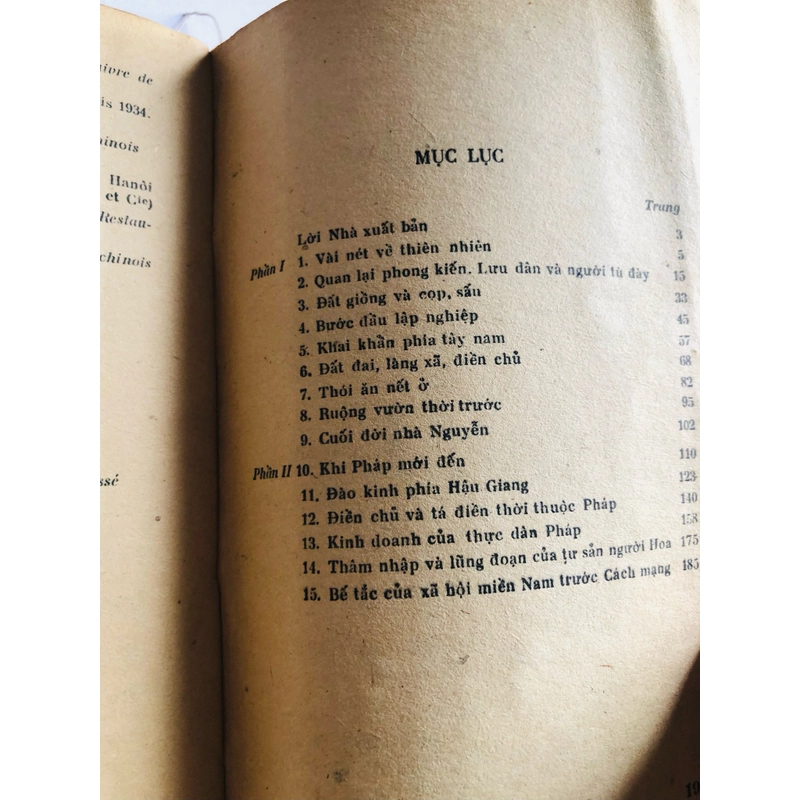 de
is 1934.
chinois
Hanòi
et Cie)
Restau-
chinois
ssé
MỤC LỤC
Trang
Lời Nhà xuất bản 3
Phần I 1. Vài nét về thiên nhiên 5
2. Quan lại phong kiến. Lưu dân và người tù đày 15
3. Đất giồng và cọp, sấu 33
4. Bước đầu lập nghiệp 45
5. Khai khẩn phía tây nam 57
6. Đất đai, làng xã, điền chủ 68
7. Thói ăn nết ở 82
8. Ruộng vườn thời trước 95
9. Cuối đời nhà Nguyễn 102
Phần II 10. Khi Pháp mới đến 110
11. Đào kinh phía Hậu Giang 123
12. Điền chủ và tá điền thời thuộc Pháp 140
13. Kinh doanh của thực dân Pháp 158
14. Thâm nhập và lũng đoạn của tư sản người Hoa 175
15. Bế tắc của xã hội miền Nam trước Cách mạng 185